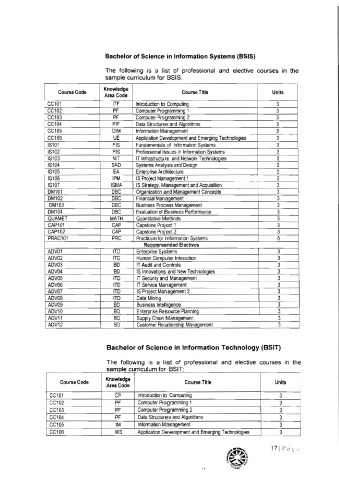 Bachelor of Science in Information Systems (BSIS)
The following is a list of professional and elective courses in the
sample curriculum for BSIS:
Course Code Knowledge Area Code Course Title Units
CC101 ITF Introduction to Computing 3
CC102 PF Computer Programming 1 3
CC103 PF Computer Programming 2 3
CC104 PIF Data Structures and Algorithms 3
CC105 DIM Information Management 3
CC106 UE Application Development and Emerging Technologies 3
IS101 FIS Fundamentals of Information Systems 3
IS102 PIS Professional Issues in Information Systems 3
IS103 NIT IT Infrastructure and Network Technologies 3
IS104 SAD Systems Analysis and Design 3
IS105 EA Enterprise Architecture 3
IS106 IPM IS Project Management 1 3
IS107 ISMA IS Strategy, Management and Acquisition 3
DM101 DBC Organization and Management Concepts 3
DM102 DBC Financial Management 3
DM103 DBC Business Process Management 3
DM104 DBC Evaluation of Business Performance 3
QUAMET MATH Quantitative Methods 3
CAP101 CAP Capstone Project 1 3
CAP102 CAP Capstone Project 2 3
PRAC101 PRC Practicum for Information Systems 6
Recommended Electives
ADV01 ITD Enterprise Systems 3
ADV02 ITD Human Computer Interaction 3
ADV03 BD IT Audit and Controls 3
ADV04 BD IS Innovations and New Technologies 3
ADV05 ITD IT Security and Management 3
ADV06 ITD IT Service Management 3
ADV07 ITD IS Project Management 2 3
ADV08 ITD Data Mining 3
ADV09 BD Business Intelligence 3
ADV10 BD Enterprise Resource Planning 3
ADV11 BD Supply Chain Management 3
ADV12 BD Customer Relationship Management 3
Bachelor of Science in Information Technology (BSIT)
The following is a list of professional and elective courses in the
sample curriculum for BSIT:
Course Code Knowledge Area Code Course Title Units
CC101 CP Introduction to Computing 3
CC102 PF Computer Programming 1 3
CC103 PF Computer Programming 2 3
CC104 PF Data Structures and Algorithms 3
CC105 IM Information Management 3
CC106 WS Application Development and Emerging Technologies 3
17 | Page